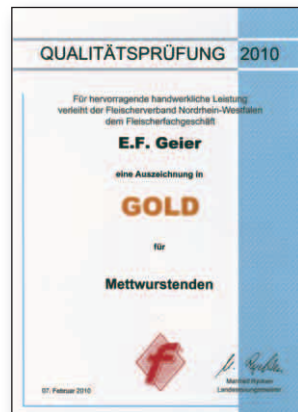 QUALITÄTSPRÜFUNG 2010
Für hervorragende handwerkliche Leistung
verleiht der Fleischerverband Nordrhein-Westfalen
dem Fleischerfachgeschäft
E.F. Geier
eine Auszeichnung in
GOLD
für
Mettwurstenden
f
07. Februar 2010
Manfred
Landesinnungsmeister